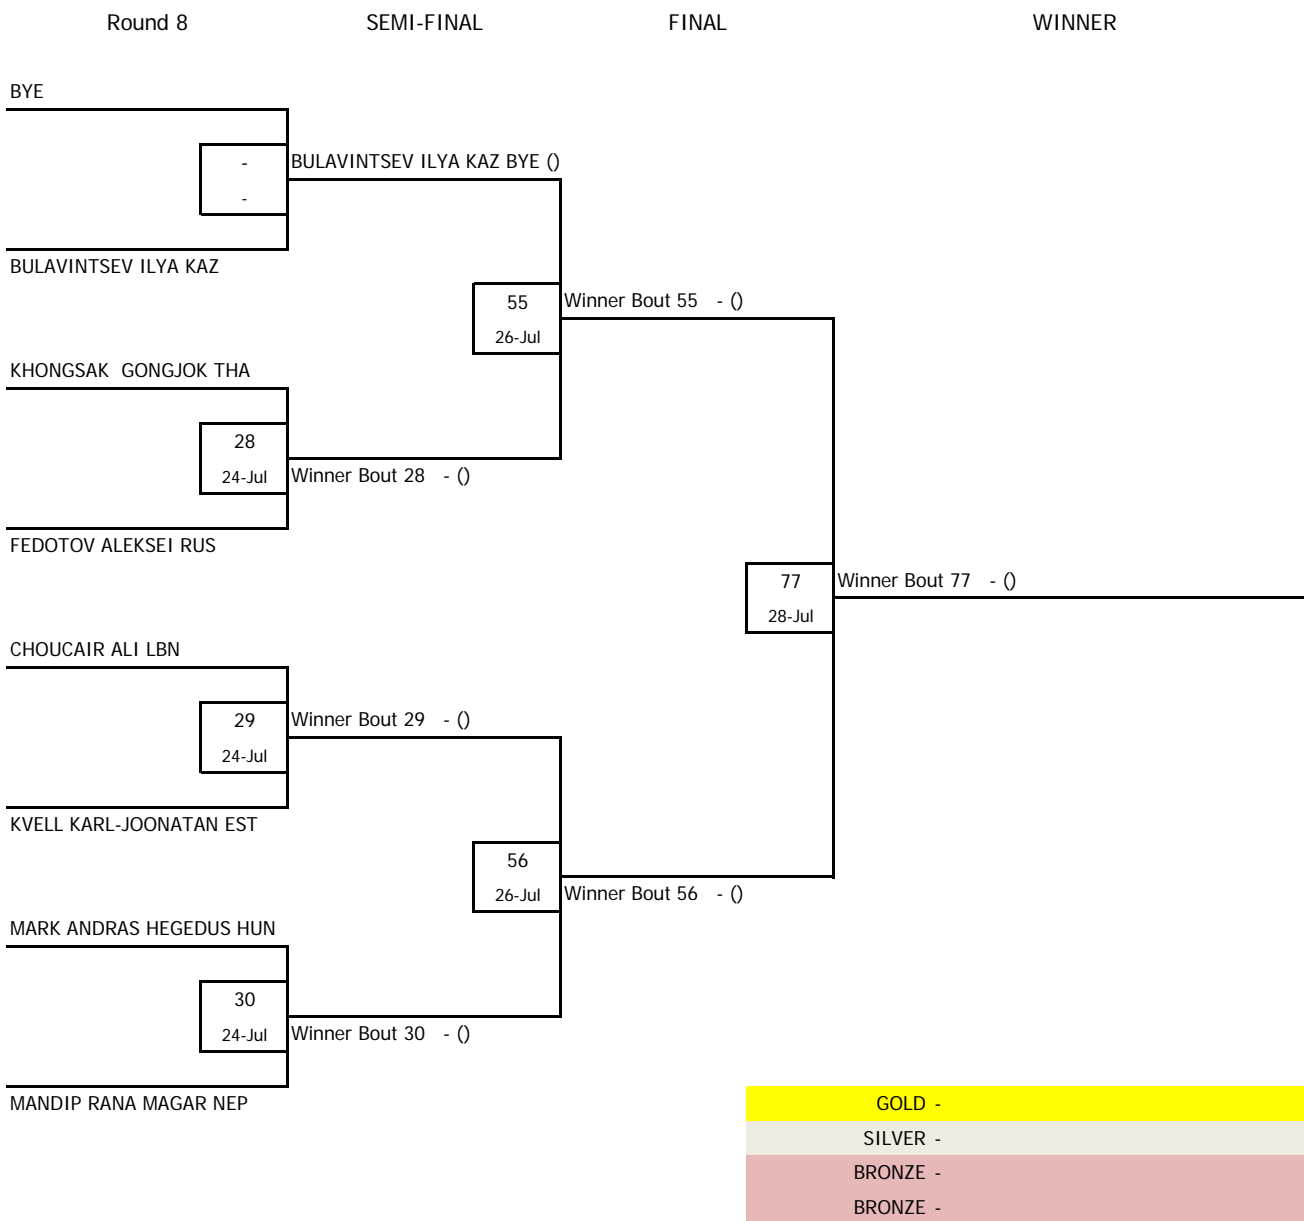 Round 8 SEMI-FINAL FINAL WINNER
BYE
-
BULAVINTSEV ILYA KAZ BYE ()
-
BULAVINTSEV ILYA KAZ
55
Winner Bout 55 - ()
26-Jul
KHONGSAK  GONGJOK THA
28
24-Jul
Winner Bout 28 - ()
FEDOTOV ALEKSEI RUS
77
Winner Bout 77 - ()
28-Jul
CHOUCAIR ALI LBN
29
Winner Bout 29 - ()
24-Jul
KVELL KARL-JOONATAN EST
56
26-Jul
Winner Bout 56 - ()
MARK ANDRAS HEGEDUS HUN
30
24-Jul
Winner Bout 30 - ()
MANDIP RANA MAGAR NEP
GOLD -
SILVER -
BRONZE -
BRONZE -